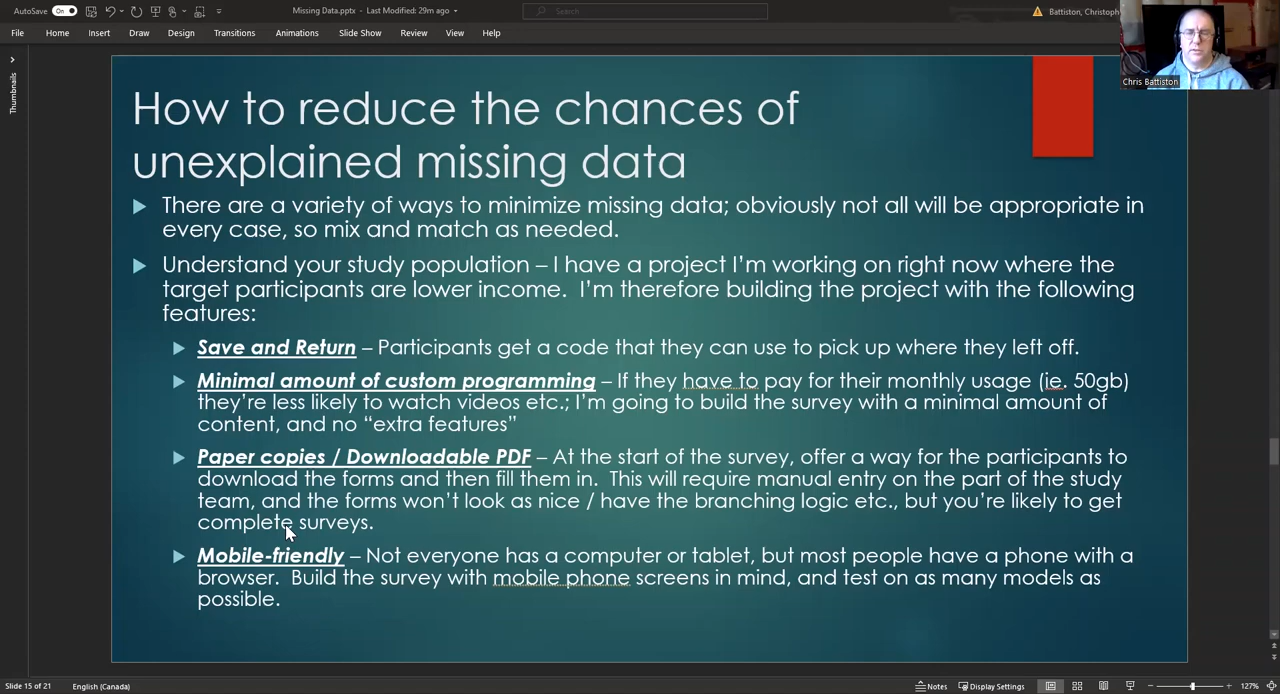 AutoSave On Missing Data.pptx - Last Modified: 29m ago Search Battiston, Christoph
File Home Insert Draw Design Transitions Animations Slide Show Review View Help
Chris Battiston
Thumbnails
How to reduce the chances of
unexplained missing data
There are a variety of ways to minimize missing data; obviously not all will be appropriate in
every case, so mix and match as needed.
Understand your study population – I have a project I'm working on right now where the
target participants are lower income. I'm therefore building the project with the following
features:
Save and Return – Participants get a code that they can use to pick up where they left off.
Minimal amount of custom programming – If they have to pay for their monthly usage (ie. 50gb)
they're less likely to watch videos etc.; I'm going to build the survey with a minimal amount of
content, and no “extra features”
Paper copies / Downloadable PDF – At the start of the survey, offer a way for the participants to
download the forms and then fill them in. This will require manual entry on the part of the study
team, and the forms won't look as nice / have the branching logic etc., but you're likely to get
complete surveys.
Mobile-friendly – Not everyone has a computer or tablet, but most people have a phone with a
browser. Build the survey with mobile phone screens in mind, and test on as many models as
possible.
Slide 15 of 21 English (Canada) Notes Display Settings 127%